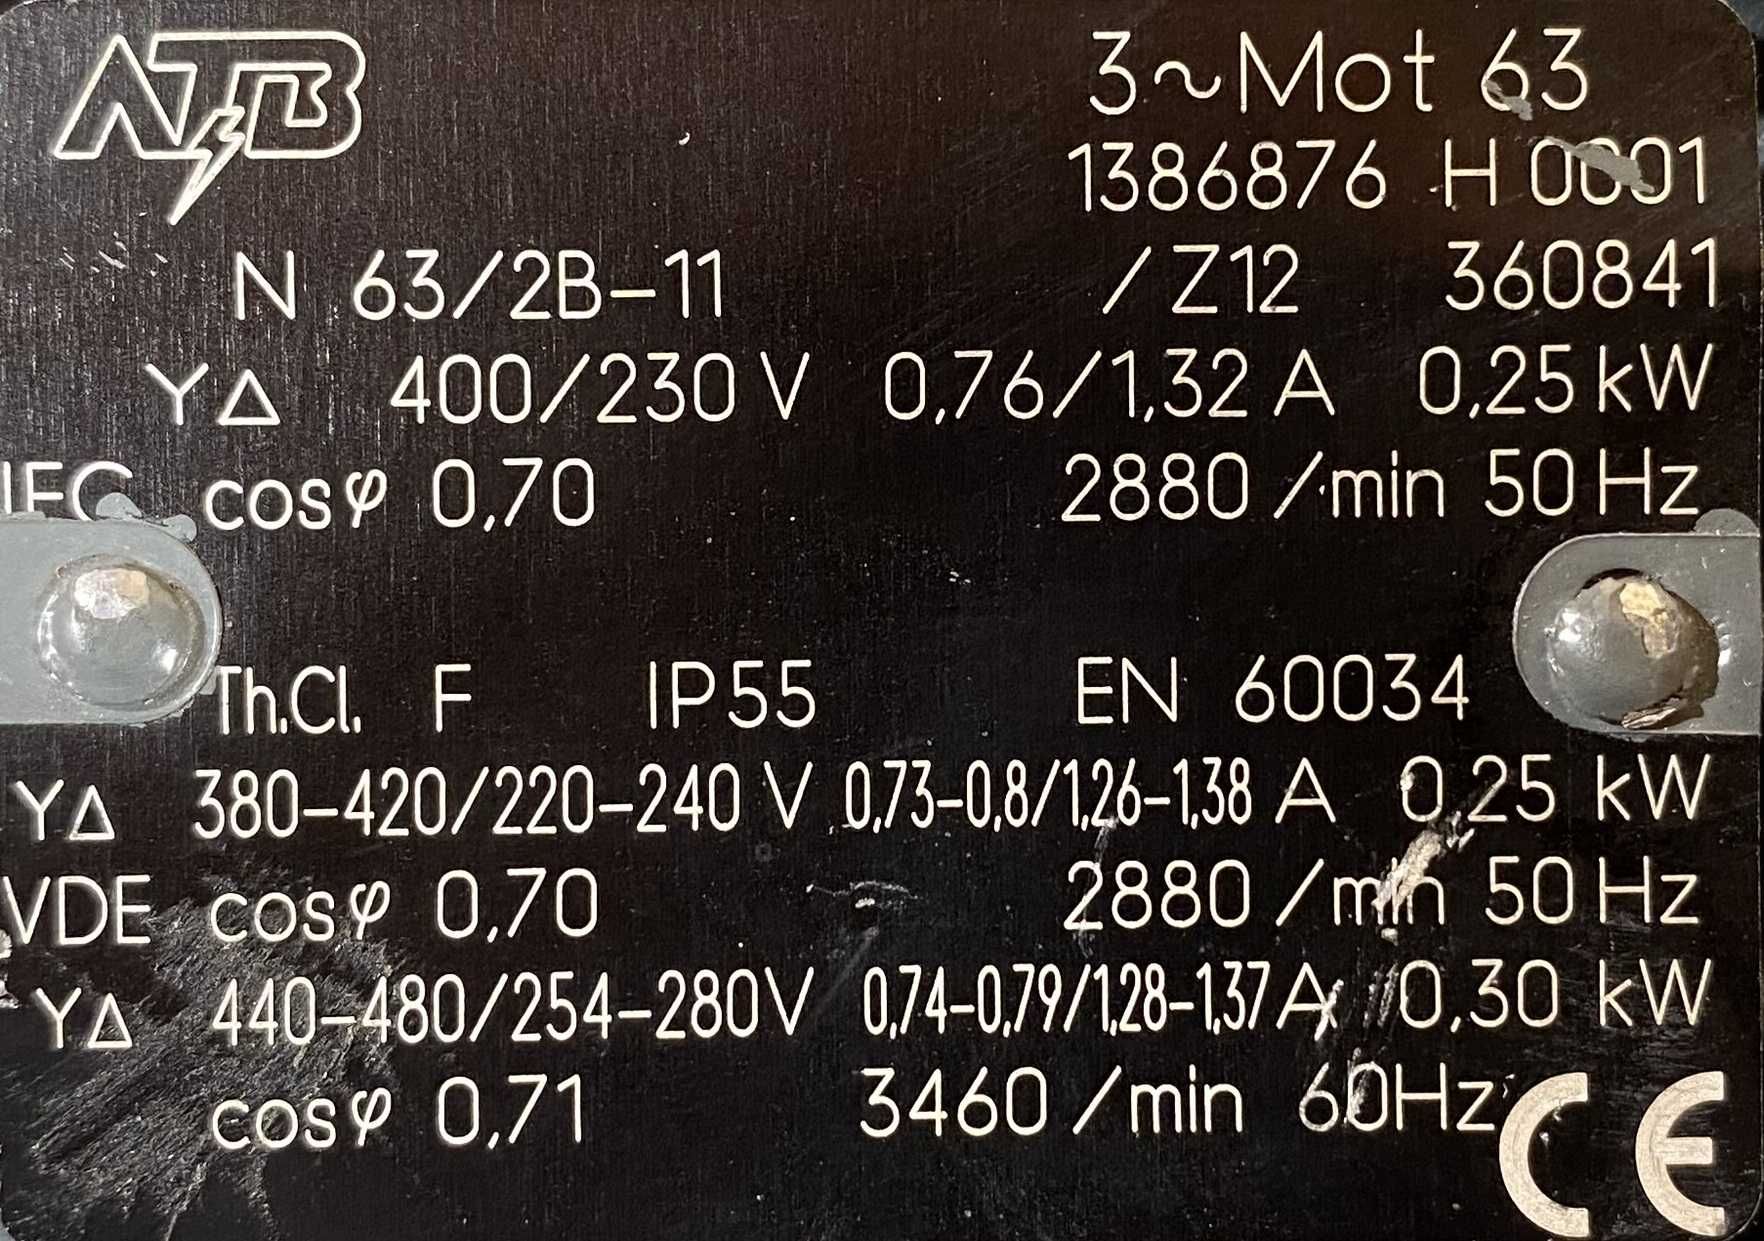 ATB 3~Mot 63
1386876 H 0001
N 63/2B-11 /Z12 360841
YΔ 400/230 V 0,76/1,32 A 0,25 kW
IEC cosφ 0,70 2880 /min 50 Hz
Th.Cl. F IP55 EN 60034
YΔ 380-420/220-240 V 0,73-0,8/1,26-1,38 A 0,25 kW
VDE cosφ 0,70 2880 /min 50 Hz
YΔ 440-480/254-280V 0,74-0,79/1,28-1,37A 0,30 kW
cosφ 0,71 3460 /min 60Hz CE